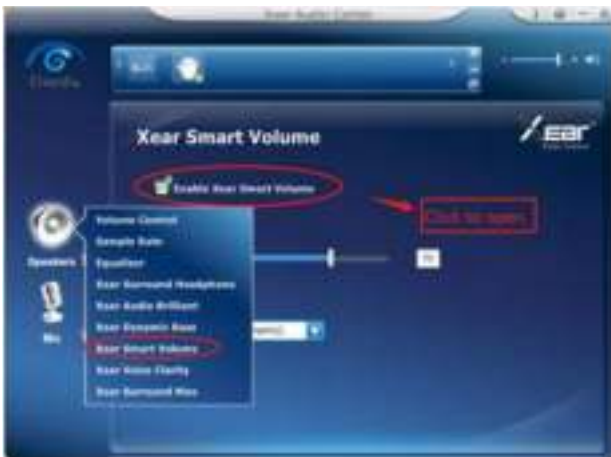 Xear Audio Center
Xear Smart Volume
Xear
Enable Xear Smart Volume
Click to open
Volume Control
Sample Rate
Equalizer
Xear Surround Headphone
Xear Audio Brilliant
Xear Dynamic Bass
Xear Smart Volume
Xear Voice Clarity
Xear Surround Max
Speakers
Mic